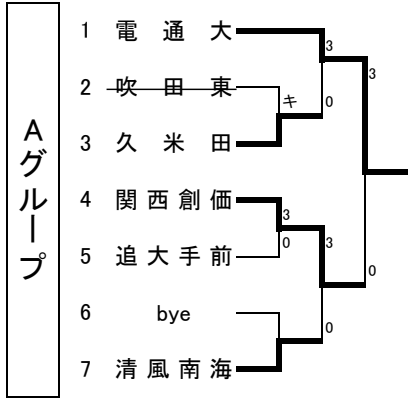 Aグループ
1 電通大
2 吹田東
3 久米田
4 関西創価
5 追大手前
6 bye
7 清風南海
キ
3
0
3
0
3
0
3
0